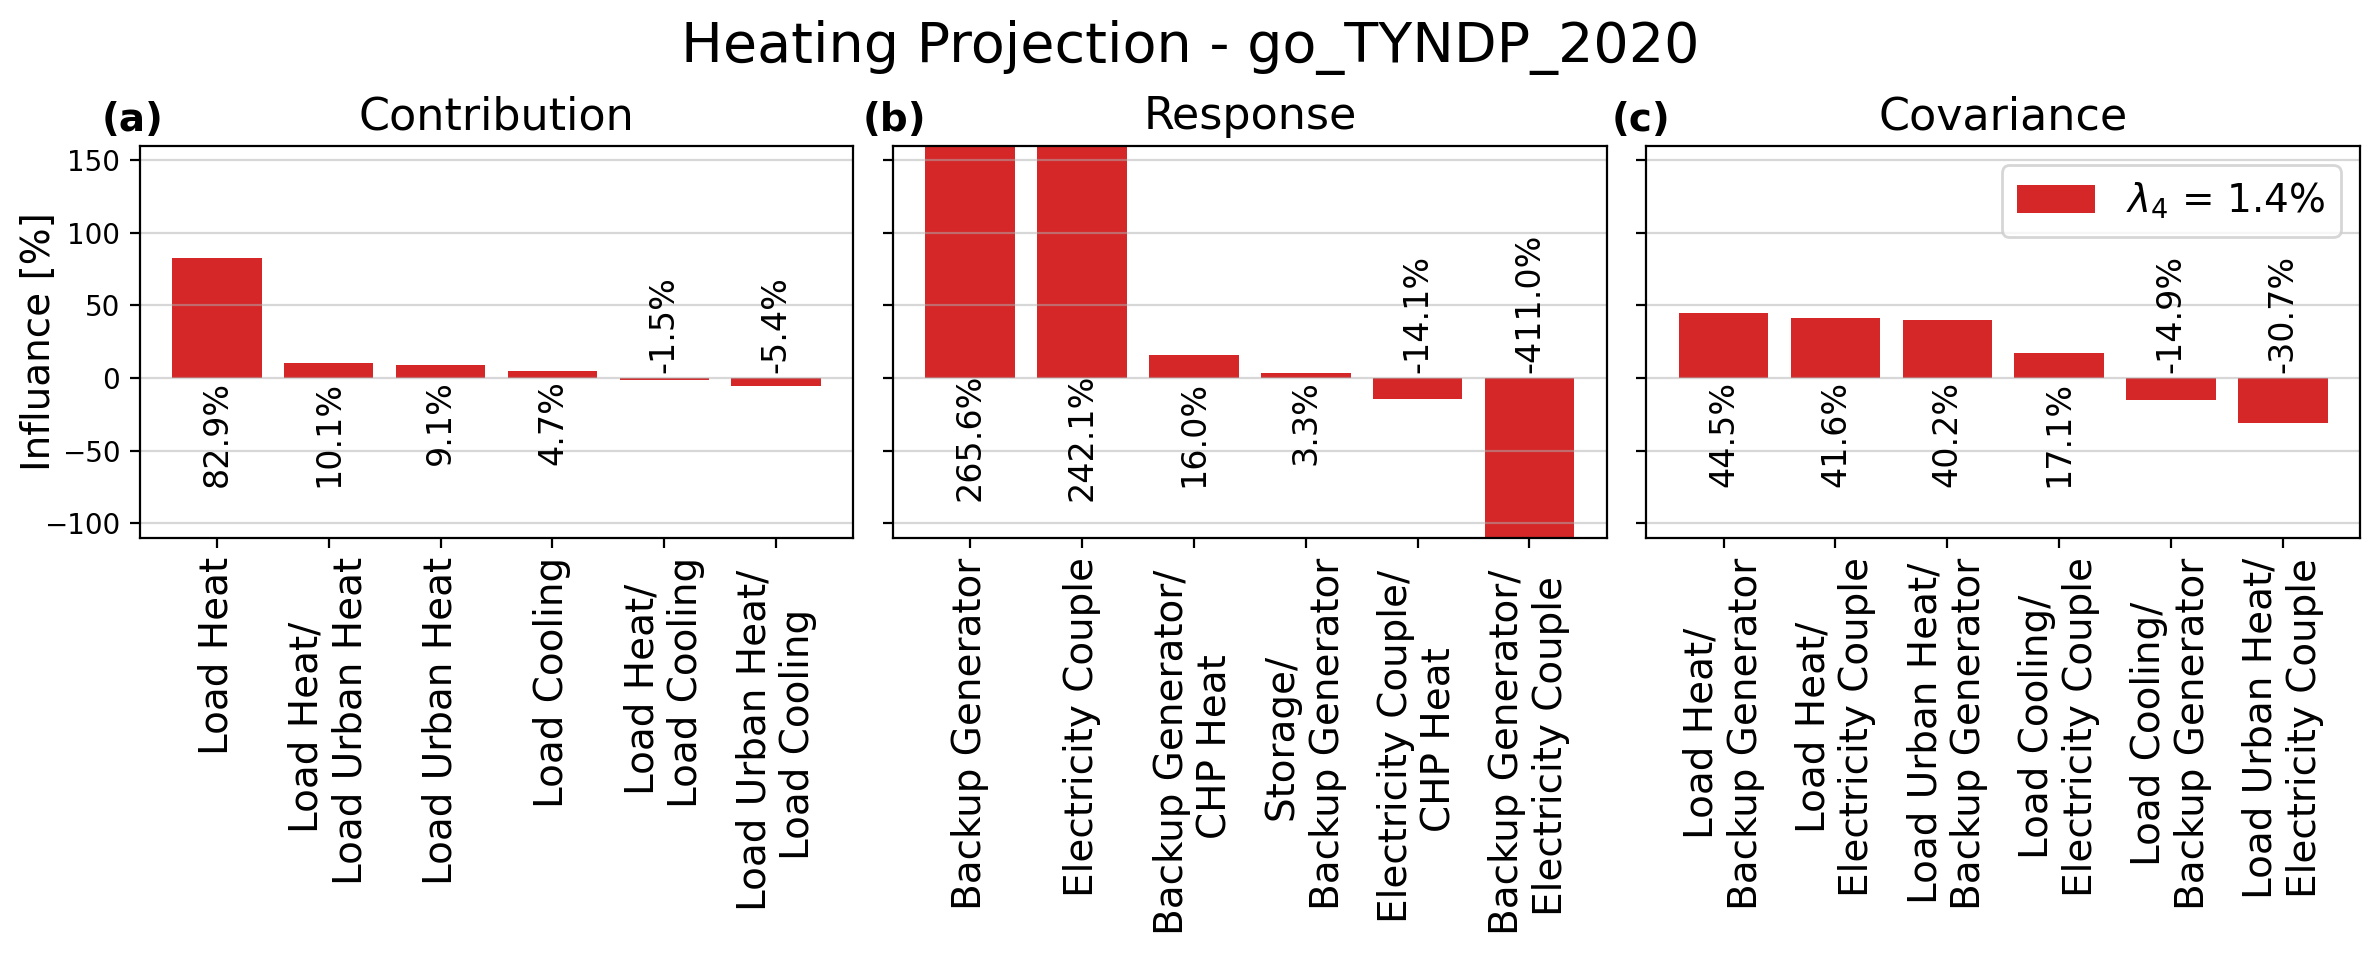 Heating Projection - go_TYNDP_2020
(a)
Contribution
Influance [%]
150
100
50
0
−50
−100
82.9%
10.1%
9.1%
4.7%
-1.5%
-5.4%
Load Heat
Load Heat/
Load Urban Heat
Load Urban Heat
Load Cooling
Load Heat/
Load Cooling
Load Urban Heat/
Load Cooling
(b)
Response
265.6%
242.1%
16.0%
3.3%
-14.1%
-411.0%
Backup Generator
Electricity Couple
Backup Generator/
CHP Heat
Storage/
Backup Generator
Electricity Couple/
CHP Heat
Backup Generator/
Electricity Couple
(c)
Covariance
λ4 = 1.4%
44.5%
41.6%
40.2%
17.1%
-14.9%
-30.7%
Load Heat/
Backup Generator
Load Heat/
Electricity Couple
Load Urban Heat/
Backup Generator
Load Cooling/
Electricity Couple
Load Cooling/
Backup Generator
Load Urban Heat/
Electricity Couple